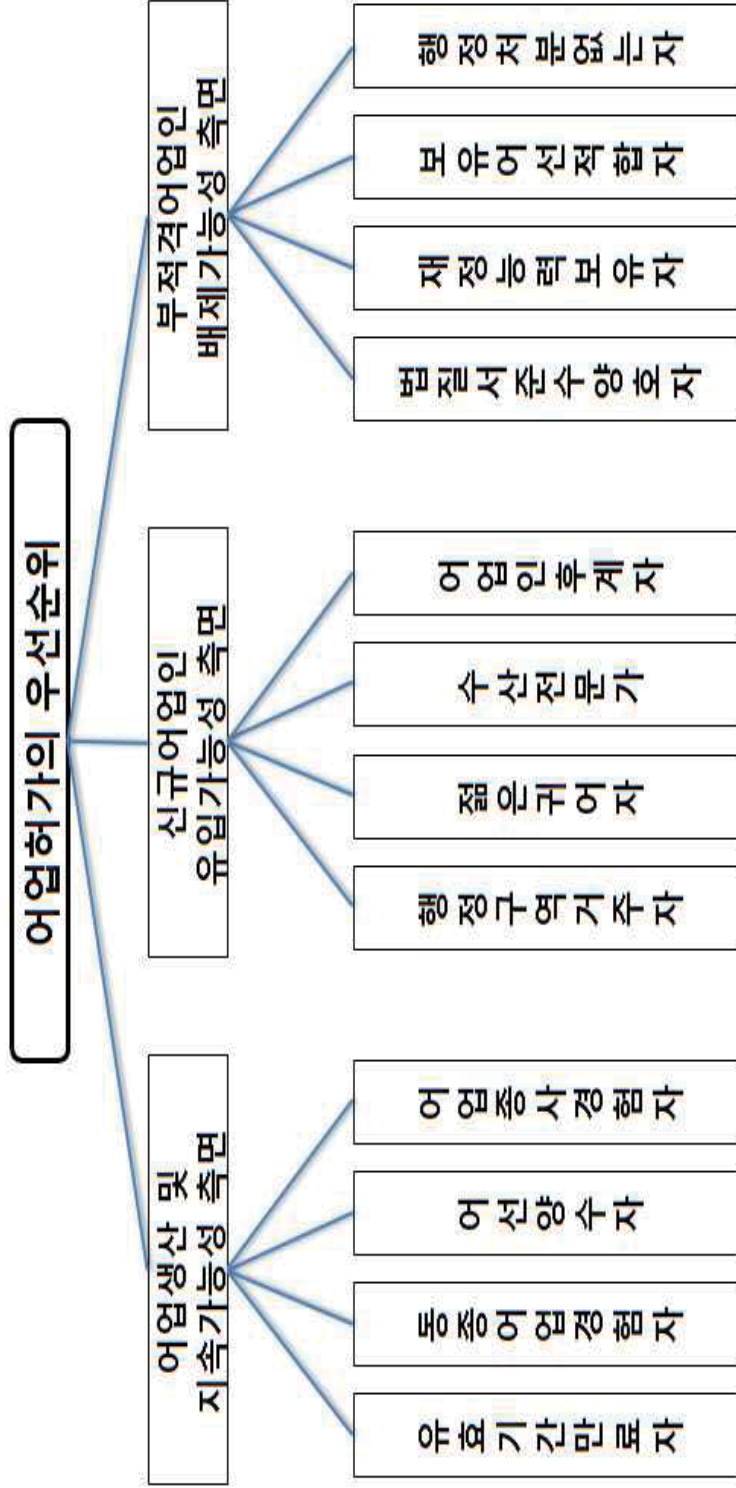 어업허가의 우선순위
어업생산 및
지속가능성 측면
신규어업인
유입가능성 측면
부적격어업인
배제가능성 측면
유효기간만료자
동종어업경험자
어선양수자
어업종사경험자
행정구역거주자
젊은귀어자
수산전문가
어업인후계자
법질서준수양호자
재정능력보유자
보유어선적합자
행정처분없는자